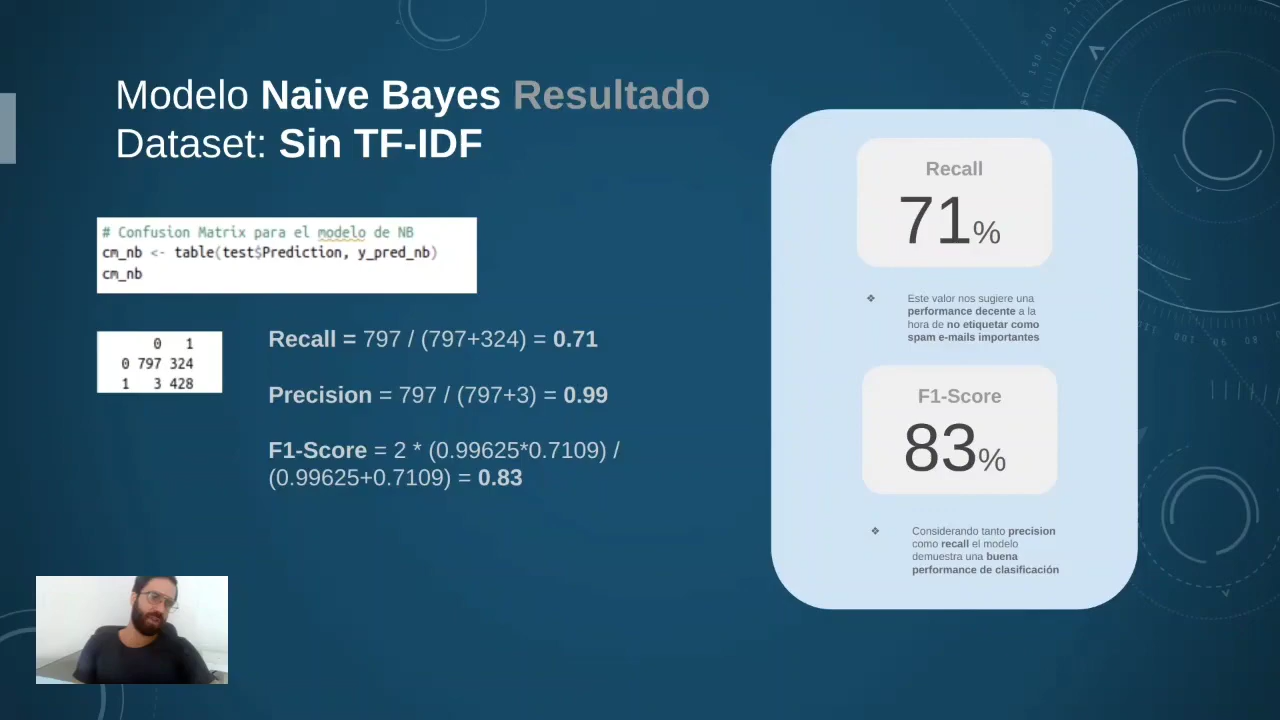 Modelo Naive Bayes Resultado
Dataset: Sin TF-IDF
# Confusion Matrix para el modelo de NB
cm_nb <- table(test$Prediction, y_pred_nb)
cm_nb
0 1
0 797 324
1 3 428
Recall = 797 / (797+324) = 0.71
Precision = 797 / (797+3) = 0.99
F1-Score = 2 * (0.99625*0.7109) /
(0.99625+0.7109) = 0.83
Recall
71%
❖ Este valor nos sugiere una
performance decente a la
hora de no etiquetar como
spam e-mails importantes
F1-Score
83%
❖ Considerando tanto precision
como recall el modelo
demuestra una buena
performance de clasificación